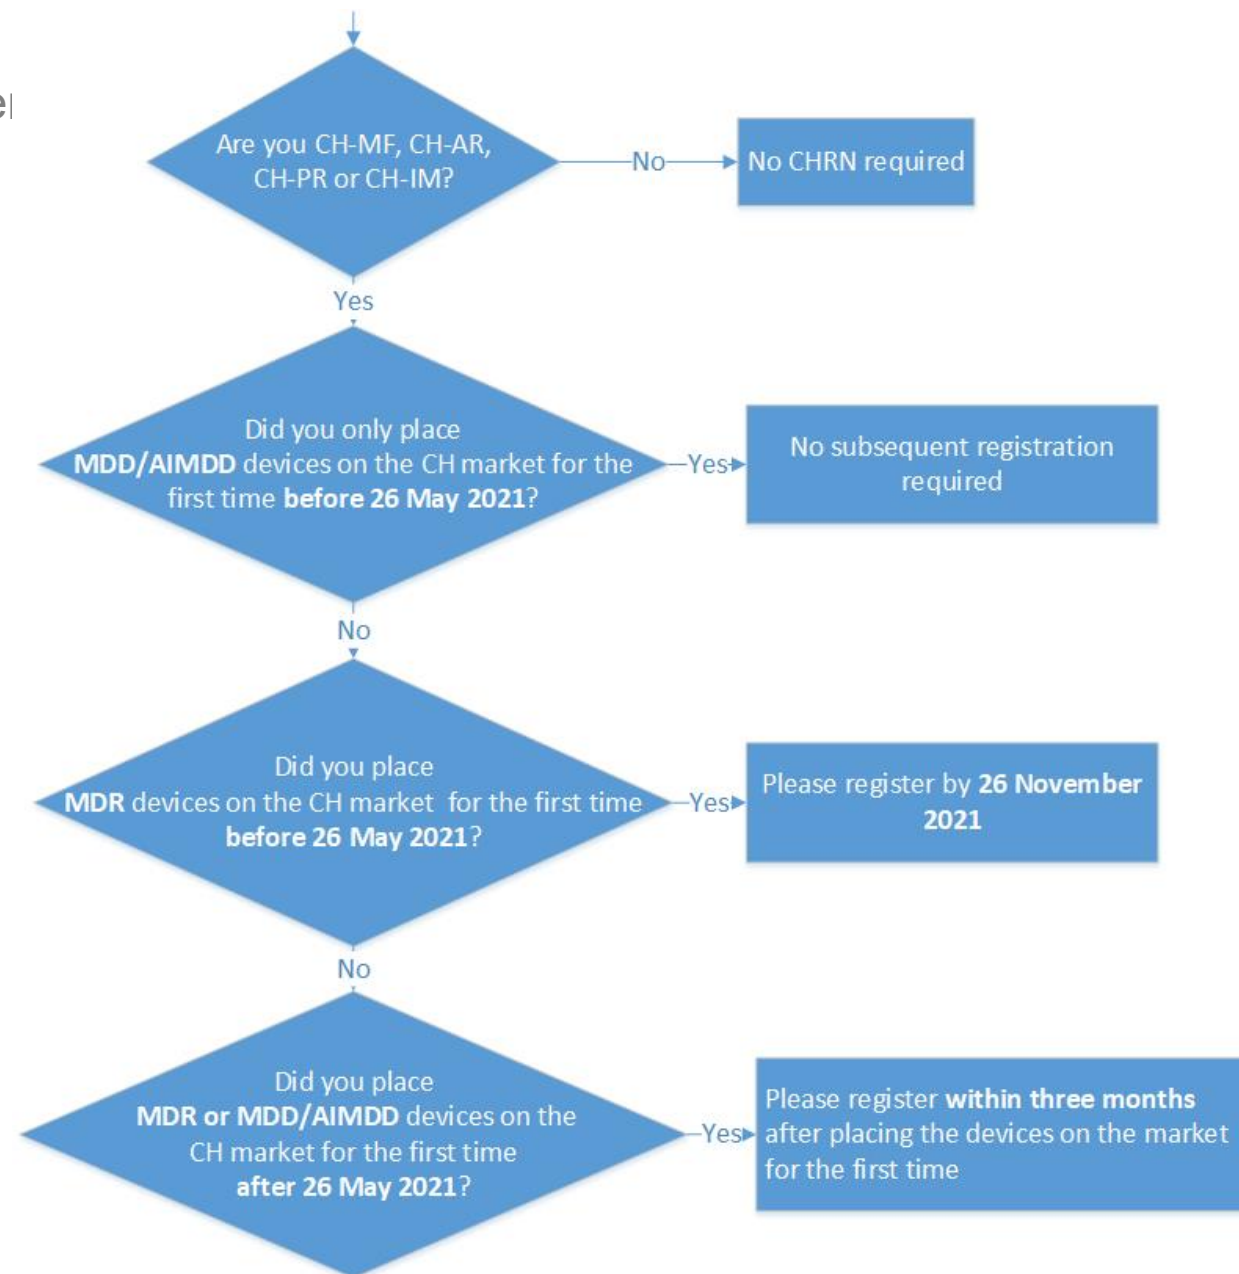 Are you CH-MF, CH-AR,
CH-PR or CH-IM?
No
No CHRN required
Yes
Did you only place
MDD/AIMDD devices on the CH market for the
first time before 26 May 2021?
Yes
No subsequent registration
required
No
Did you place
MDR devices on the CH market for the first time
before 26 May 2021?
Yes
Please register by 26 November
2021
No
Did you place
MDR or MDD/AIMDD devices on the
CH market for the first time
after 26 May 2021?
Yes
Please register within three months
after placing the devices on the market
for the first time